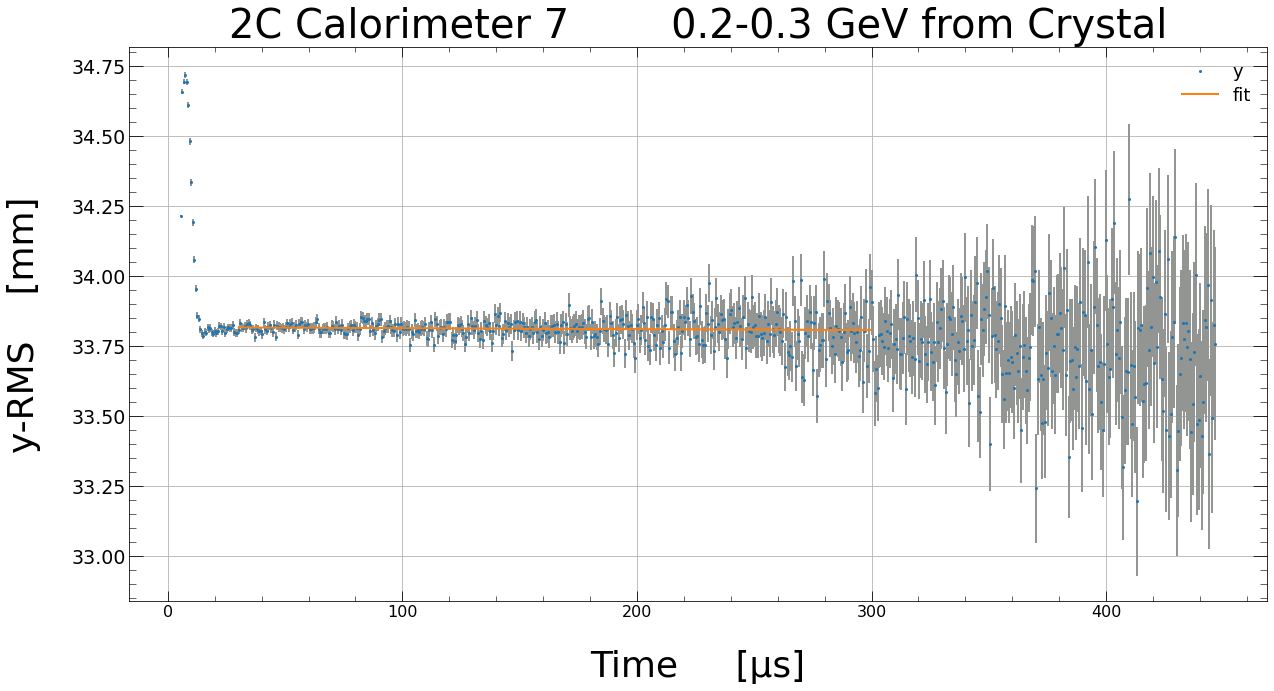 2C Calorimeter 7 0.2-0.3 GeV from Crystal
y
fit
34.75
34.50
34.25
34.00
33.75
33.50
33.25
33.00
y-RMS [mm]
0 100 200 300 400
Time [μs]